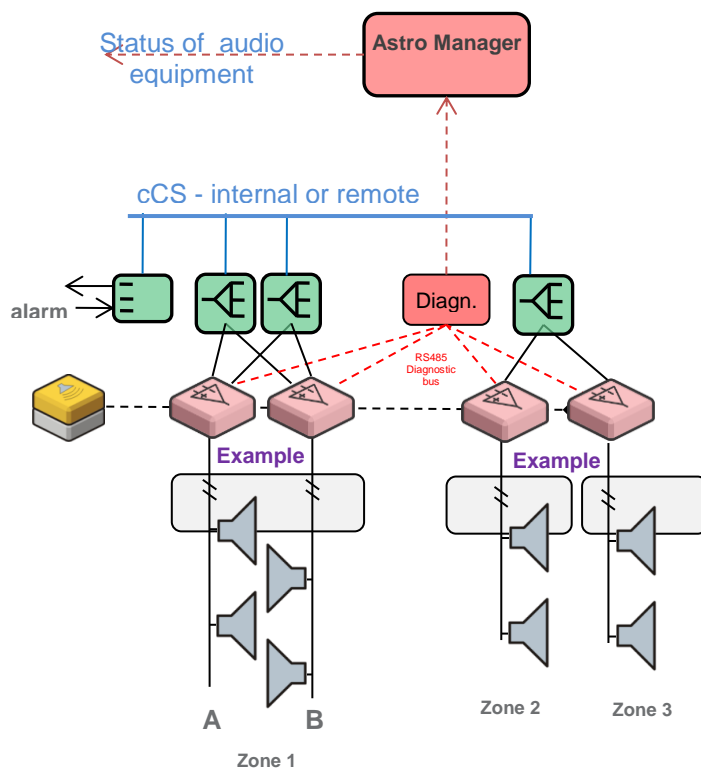 Status of audio
equipment
Astro Manager
cCS - internal or remote
alarm
Diagn.
RS485
Diagnostic
bus
Example
Example
A
B
Zone 1
Zone 2
Zone 3